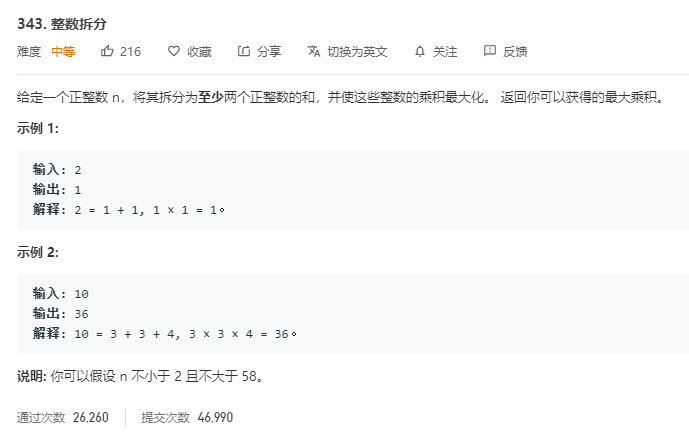 343. 整数拆分
难度 中等 216 收藏 分享 切换为英文 关注 反馈
给定一个正整数 n，将其拆分为至少两个正整数的和，并使这些整数的乘积最大化。 返回你可以获得的最大乘积。
示例 1:
输入: 2
输出: 1
解释: 2 = 1 + 1, 1 × 1 = 1。
示例 2:
输入: 10
输出: 36
解释: 10 = 3 + 3 + 4, 3 × 3 × 4 = 36。
说明: 你可以假设 n 不小于 2 且不大于 58。
通过次数 26,260 提交次数 46,990